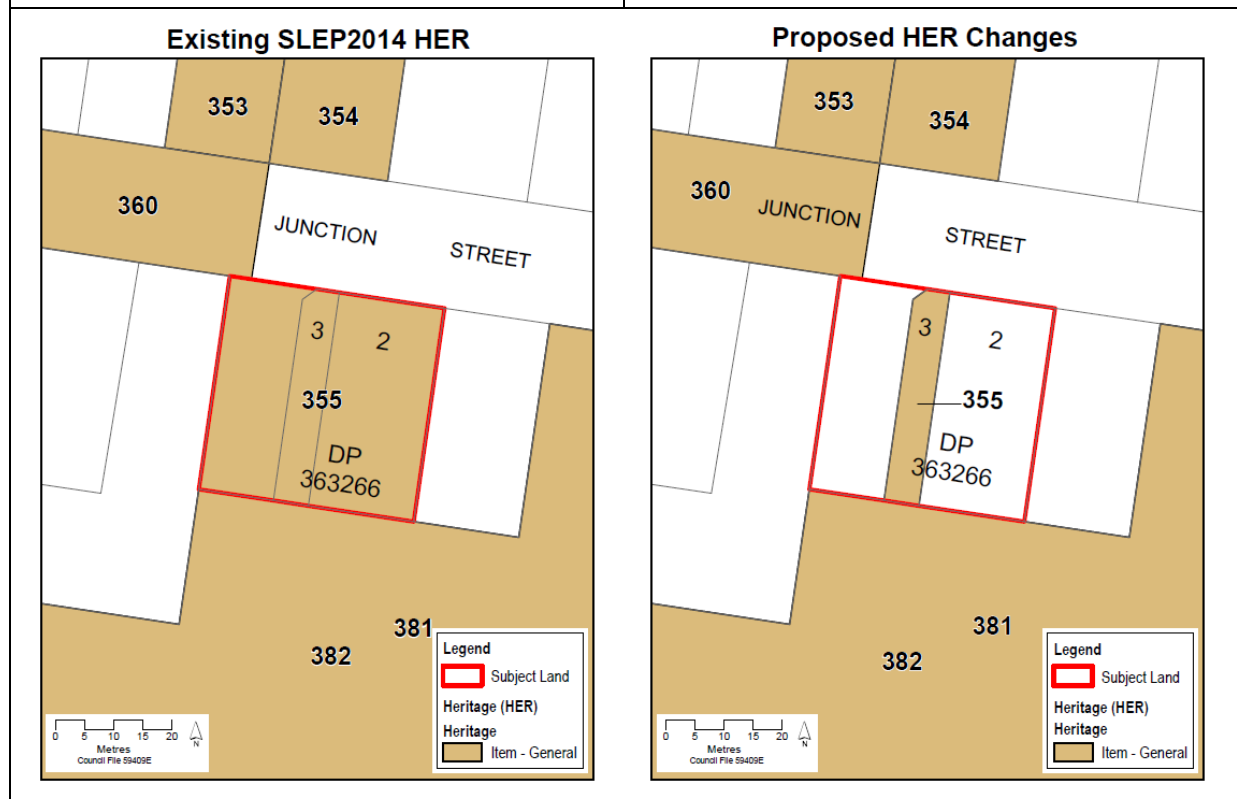 Existing SLEP2014 HER
353
354
360
JUNCTION STREET
3
2
355
DP
363266
381
382
Legend
Subject Land
Heritage (HER)
Heritage
Item - General
0 5 10 15 20
Metres
Council File 59409E
N
Proposed HER Changes
353
354
360
JUNCTION STREET
3
2
355
DP
363266
381
382
Legend
Subject Land
Heritage (HER)
Heritage
Item - General
0 5 10 15 20
Metres
Council File 59409E
N